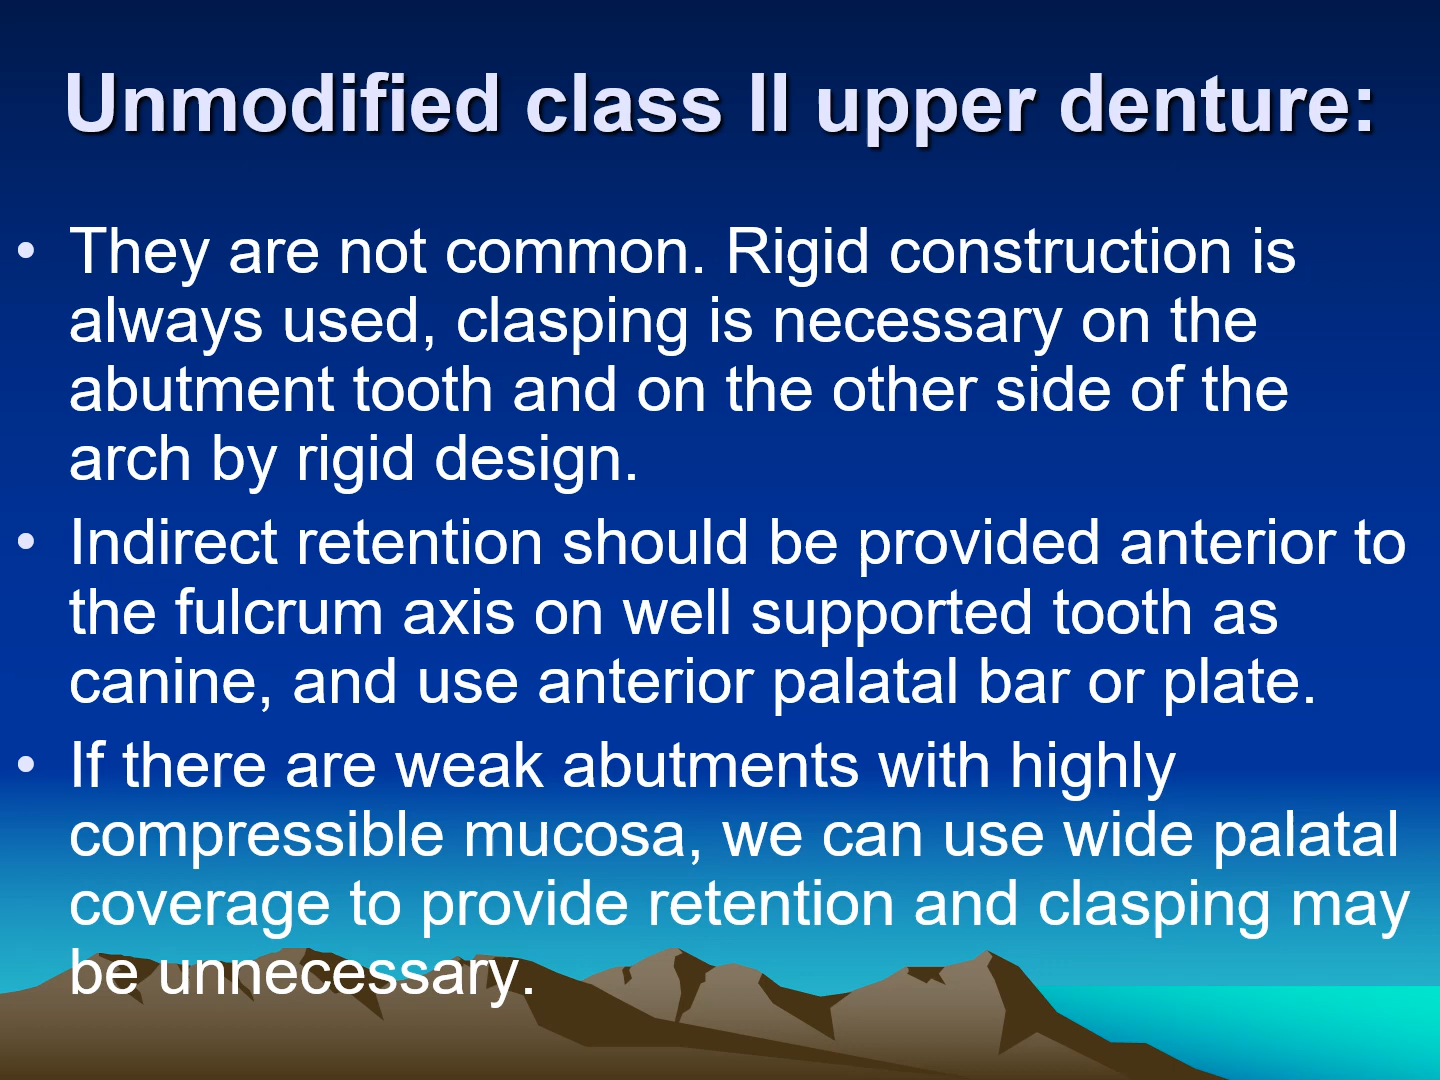 Unmodified class II upper denture:
• They are not common. Rigid construction is
always used, clasping is necessary on the
abutment tooth and on the other side of the
arch by rigid design.
• Indirect retention should be provided anterior to
the fulcrum axis on well supported tooth as
canine, and use anterior palatal bar or plate.
• If there are weak abutments with highly
compressible mucosa, we can use wide palatal
coverage to provide retention and clasping may
be unnecessary.